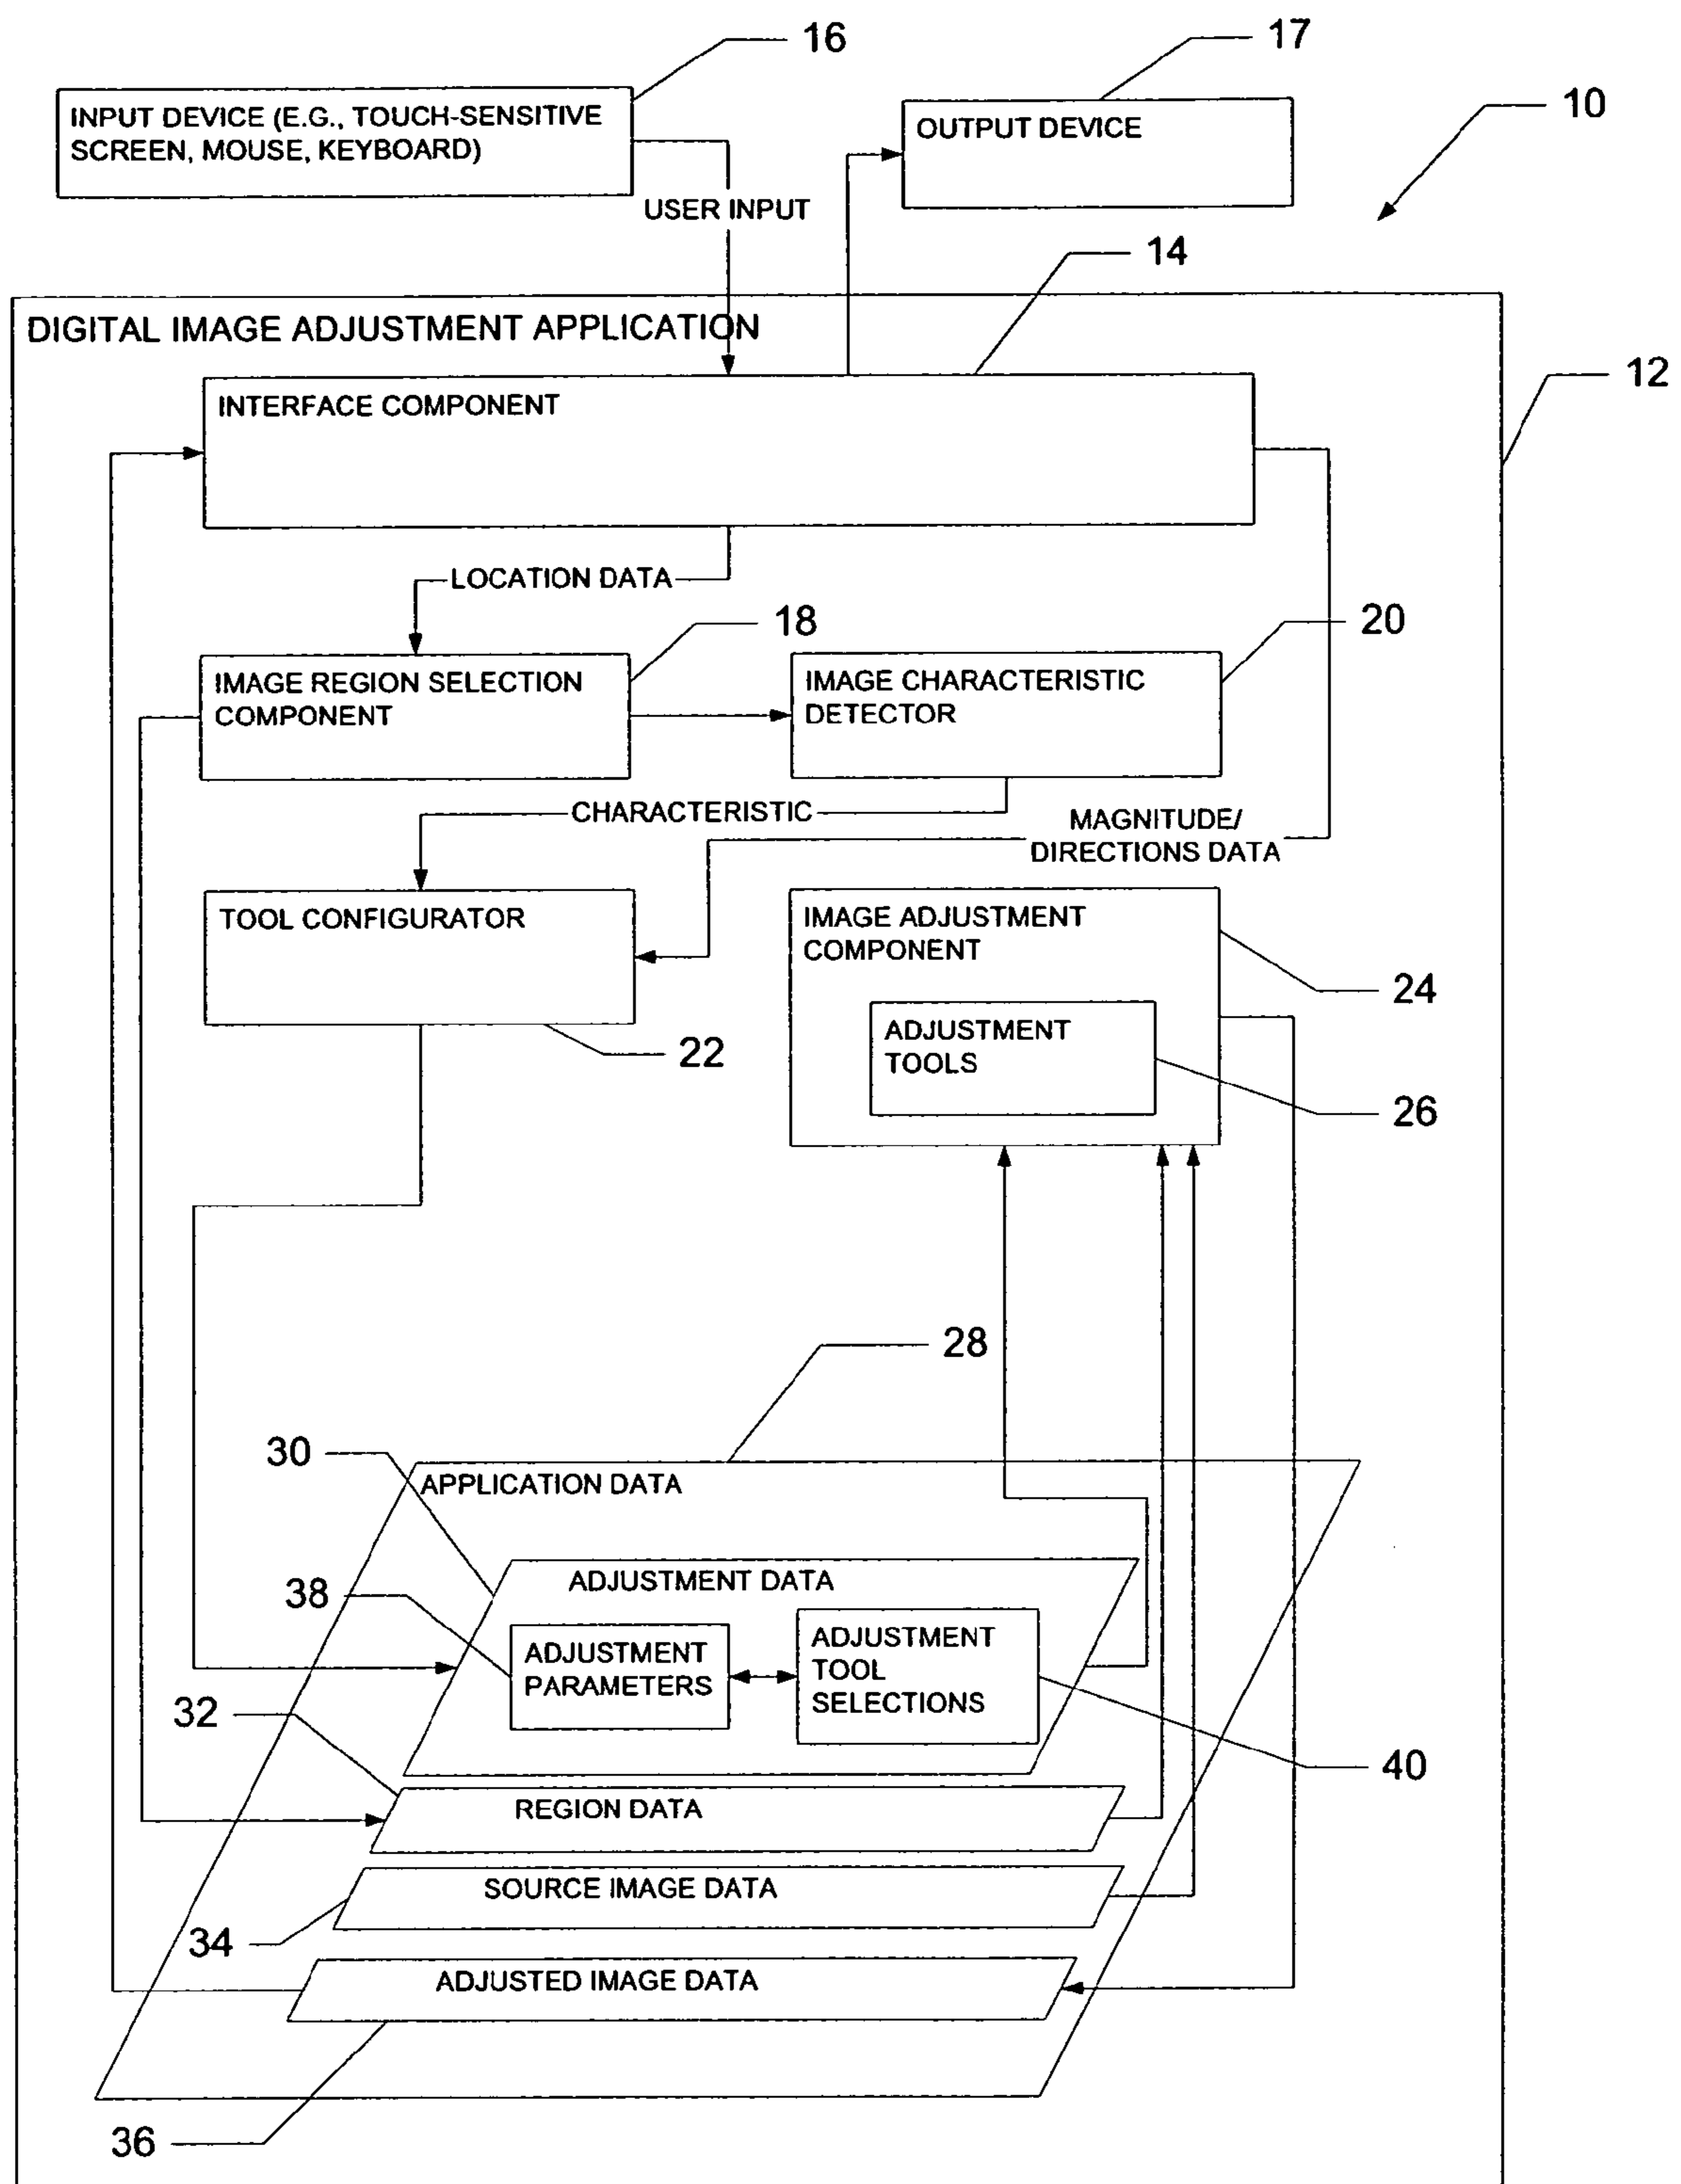 16
17
10
INPUT DEVICE (E.G., TOUCH-SENSITIVE
SCREEN, MOUSE, KEYBOARD)
OUTPUT DEVICE
USER INPUT
14
DIGITAL IMAGE ADJUSTMENT APPLICATION
12
INTERFACE COMPONENT
LOCATION DATA
18
20
IMAGE REGION SELECTION
COMPONENT
IMAGE CHARACTERISTIC
DETECTOR
CHARACTERISTIC
MAGNITUDE/
DIRECTIONS DATA
TOOL CONFIGURATOR
IMAGE ADJUSTMENT
COMPONENT
24
22
ADJUSTMENT
TOOLS
26
28
30
APPLICATION DATA
38
ADJUSTMENT DATA
ADJUSTMENT
PARAMETERS
ADJUSTMENT
TOOL
SELECTIONS
32
40
REGION DATA
SOURCE IMAGE DATA
34
ADJUSTED IMAGE DATA
36